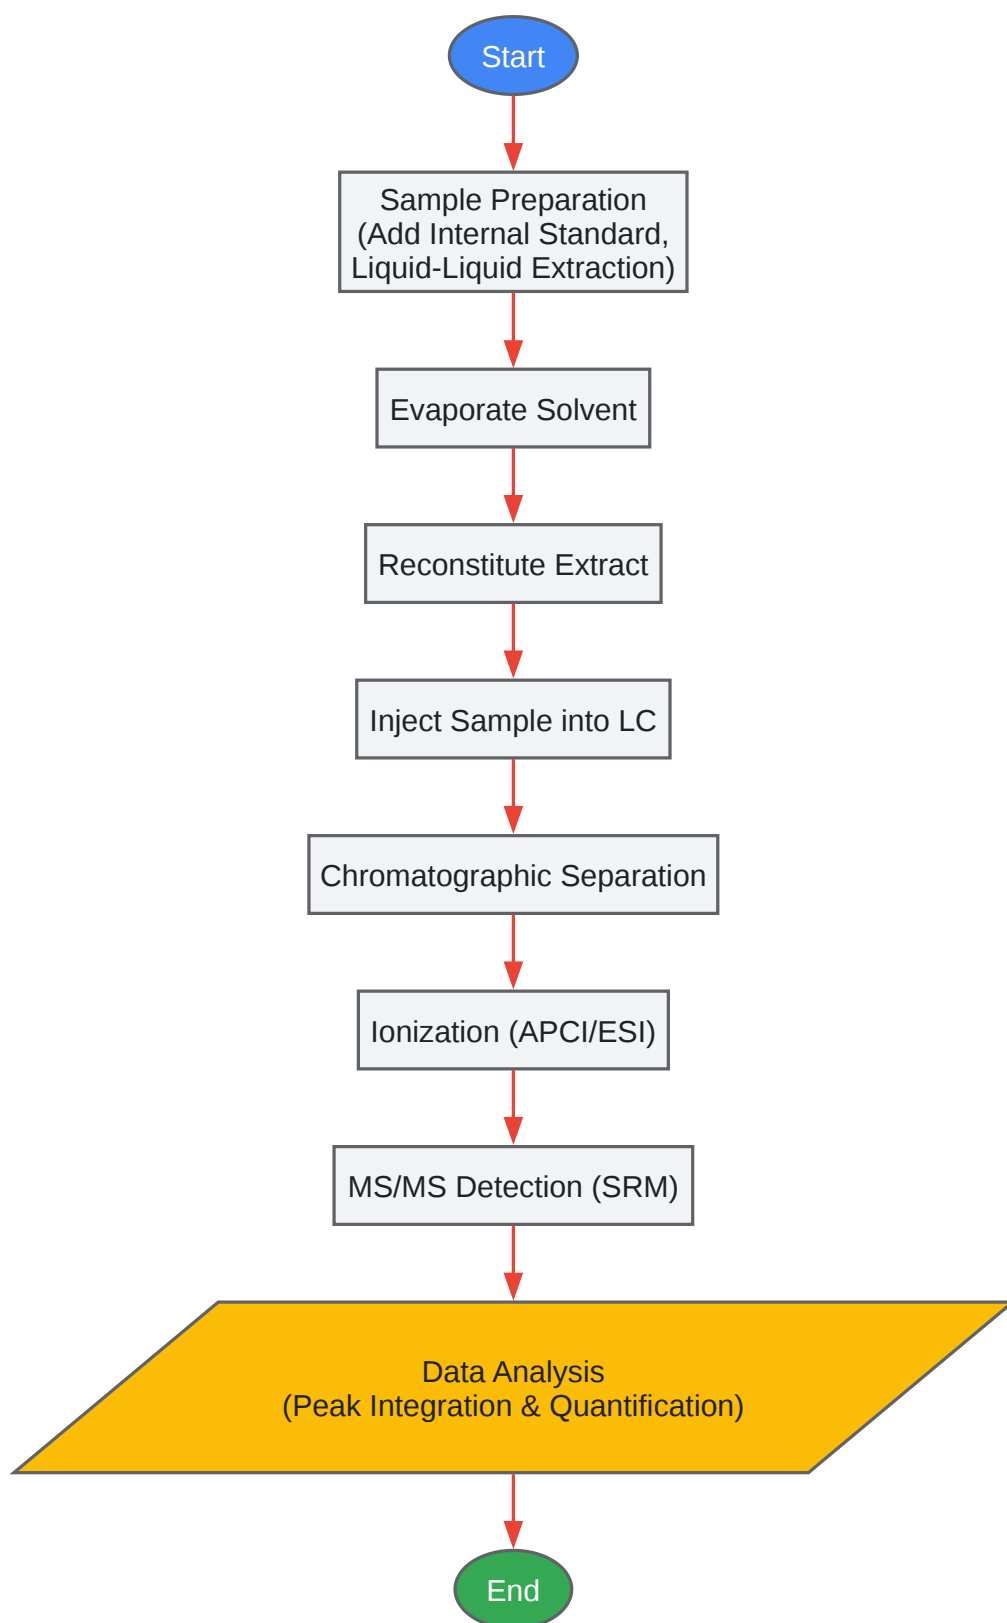 Start
Sample Preparation
(Add Internal Standard,
Liquid-Liquid Extraction)
Evaporate Solvent
Reconstitute Extract
Inject Sample into LC
Chromatographic Separation
Ionization (APCI/ESI)
MS/MS Detection (SRM)
Data Analysis
(Peak Integration & Quantification)
End